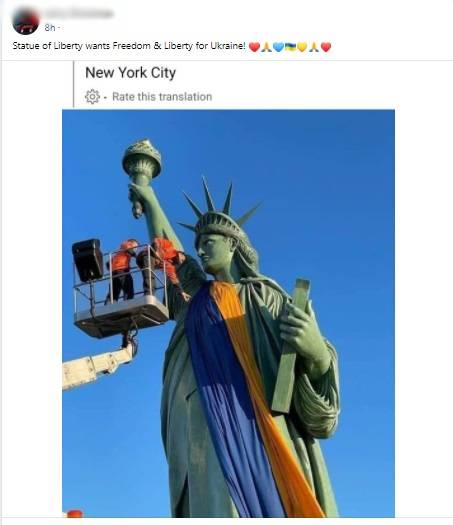 8h ·
Statue of Liberty wants Freedom & Liberty for Ukraine! ❤️🙏💙🇺🇦💛🙏❤️
New York City
· Rate this translation